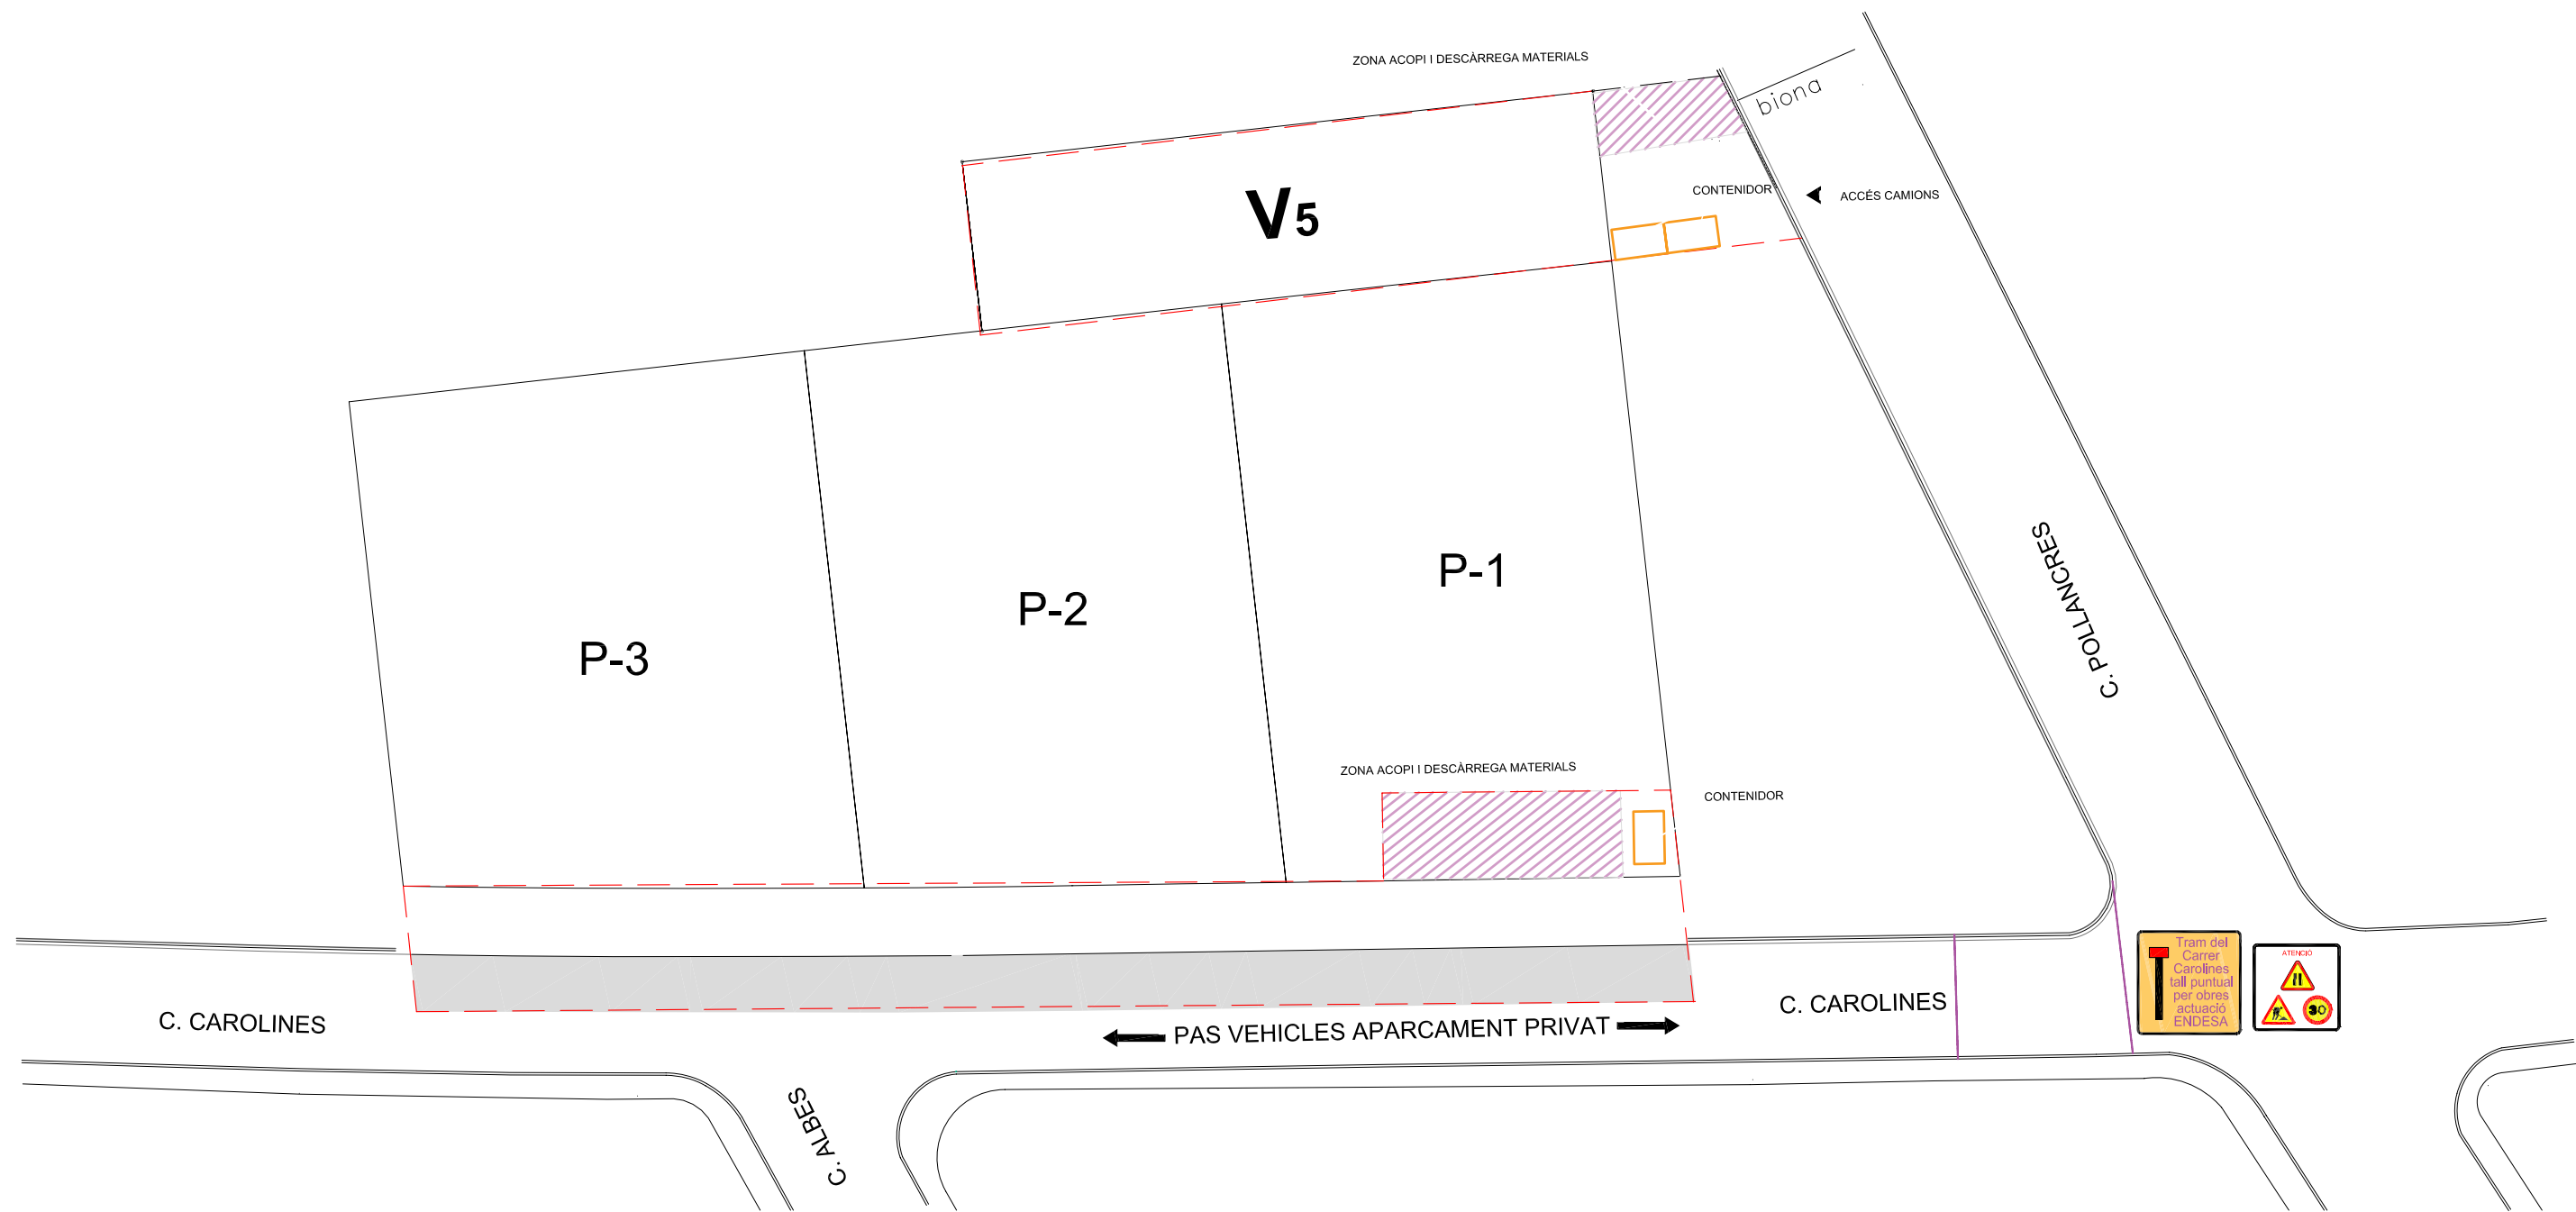 ZONA ACOPI I DESCÀRREGA MATERIALS
biona
CONTENIDOR
ACCÉS CAMIONS
V5
C. POLLANCRES
P-1
P-2
P-3
ZONA ACOPI I DESCÀRREGA MATERIALS
CONTENIDOR
Tram del
Carrer
Carolines
tall puntual
per obres
actuació
ENDESA
ATENCIÓ
30
C. CAROLINES
C. CAROLINES
PAS VEHICLES APARCAMENT PRIVAT
C. ALBES